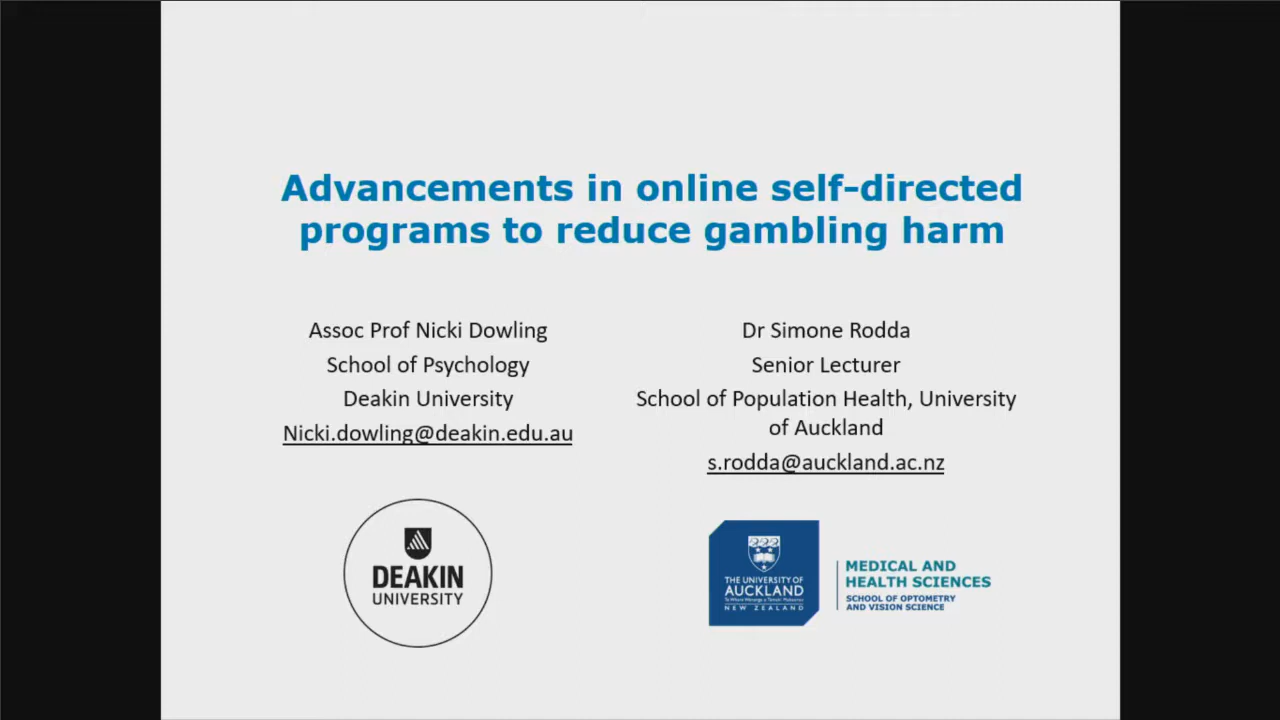 Advancements in online self-directed
programs to reduce gambling harm
Assoc Prof Nicki Dowling
School of Psychology
Deakin University
Nicki.dowling@deakin.edu.au
Dr Simone Rodda
Senior Lecturer
School of Population Health, University
of Auckland
s.rodda@auckland.ac.nz
DEAKIN
UNIVERSITY
THE UNIVERSITY OF
AUCKLAND
NEW ZEALAND
MEDICAL AND
HEALTH SCIENCES
SCHOOL OF OPTOMETRY
AND VISION SCIENCE